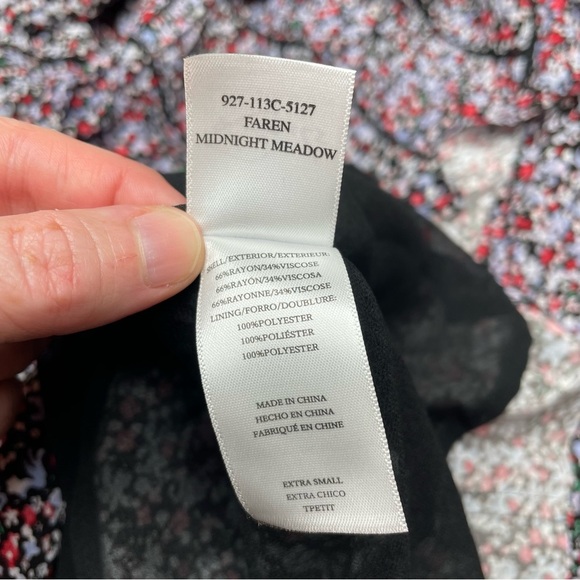 927-113C-5127
FAREN
MIDNIGHT MEADOW
SHELL/EXTERIOR/EXTERIEUR:
66%RAYON/34%VISCOSE
66%RAYON/34%VISCOSA
66%RAYONNE/34%VISCOSE
LINING/FORRO/DOUBLURE:
100%POLYESTER
100%POLIÉSTER
100%POLYESTER
MADE IN CHINA
HECHO EN CHINA
FABRIQUÉ EN CHINE
EXTRA SMALL
EXTRA CHICO
TPETIT